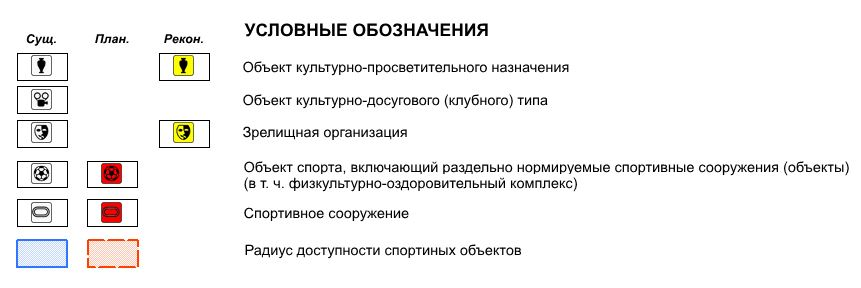 УСЛОВНЫЕ ОБОЗНАЧЕНИЯ
Сущ. План. Рекон.
Объект культурно-просветительного назначения
Объект культурно-досугового (клубного) типа
Зрелищная организация
Объект спорта, включающий раздельно нормируемые спортивные сооружения (объекты)
(в т. ч. физкультурно-оздоровительный комплекс)
Спортивное сооружение
Радиус доступности спортиных объектов